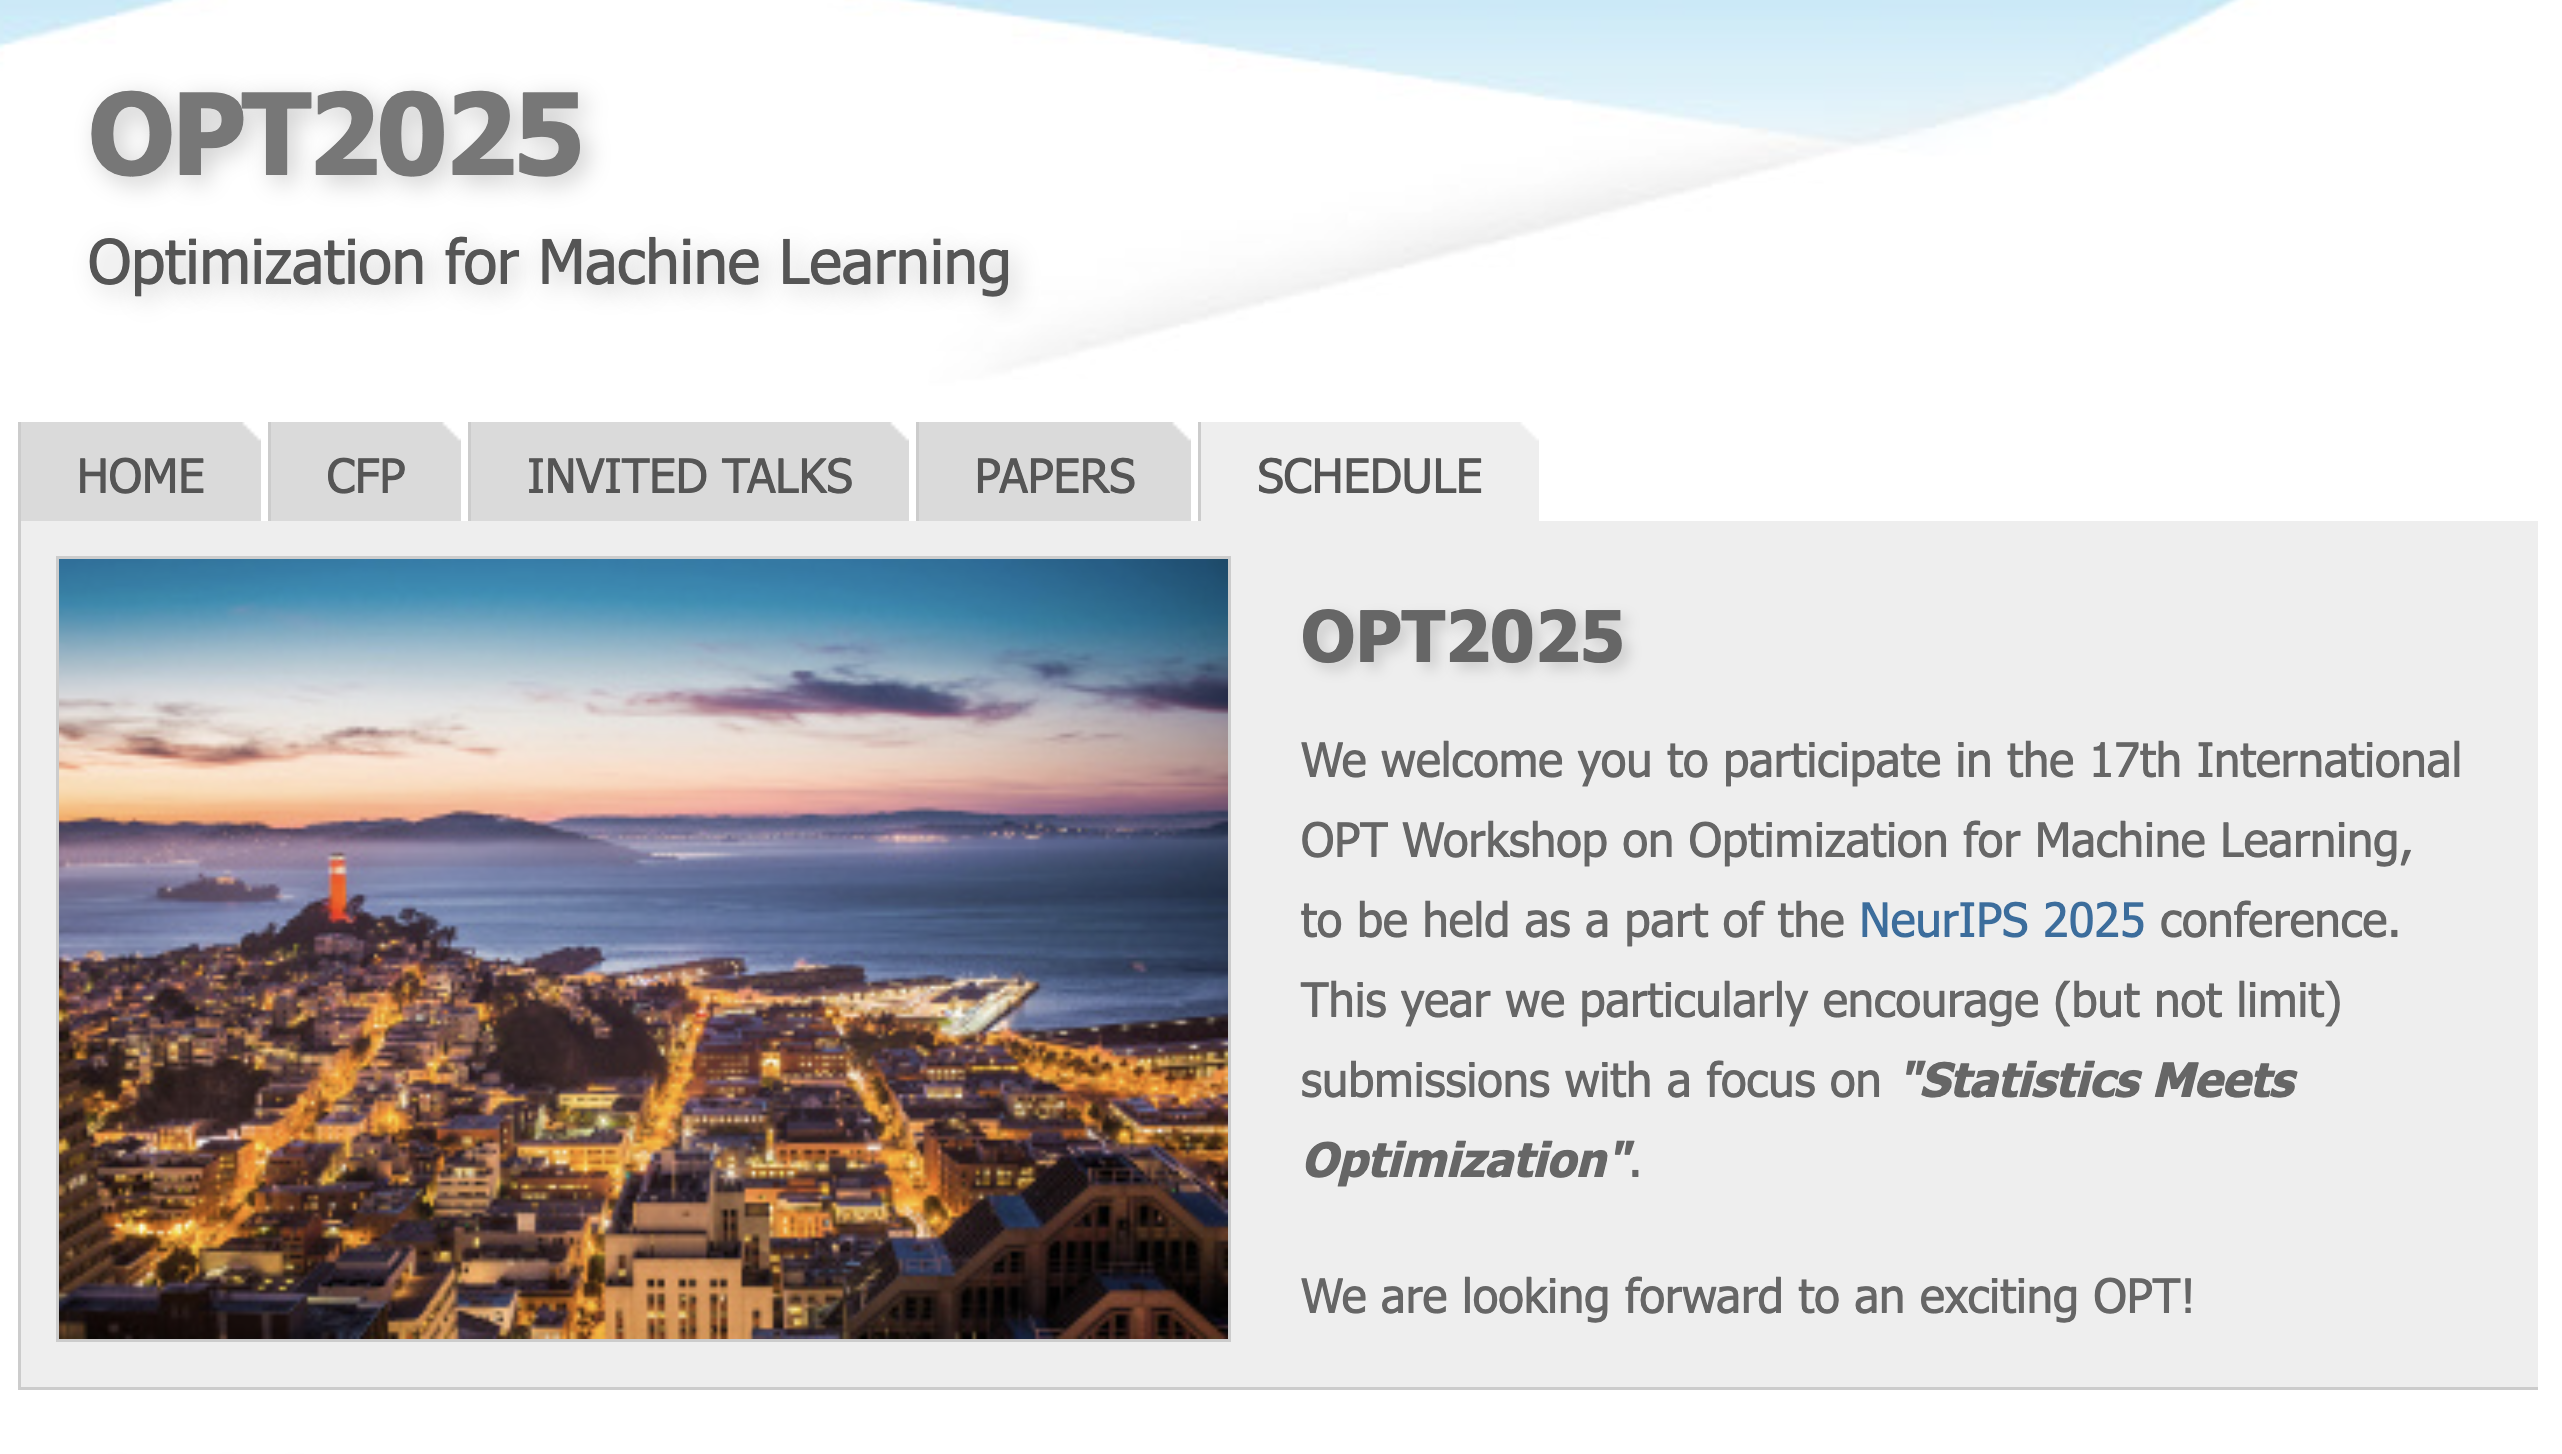 OPT2025
Optimization for Machine Learning
HOME
CFP
INVITED TALKS
PAPERS
SCHEDULE
OPT2025
We welcome you to participate in the 17th International
OPT Workshop on Optimization for Machine Learning,
to be held as a part of the NeurIPS 2025 conference.
This year we particularly encourage (but not limit)
submissions with a focus on "Statistics Meets
Optimization".
We are looking forward to an exciting OPT!